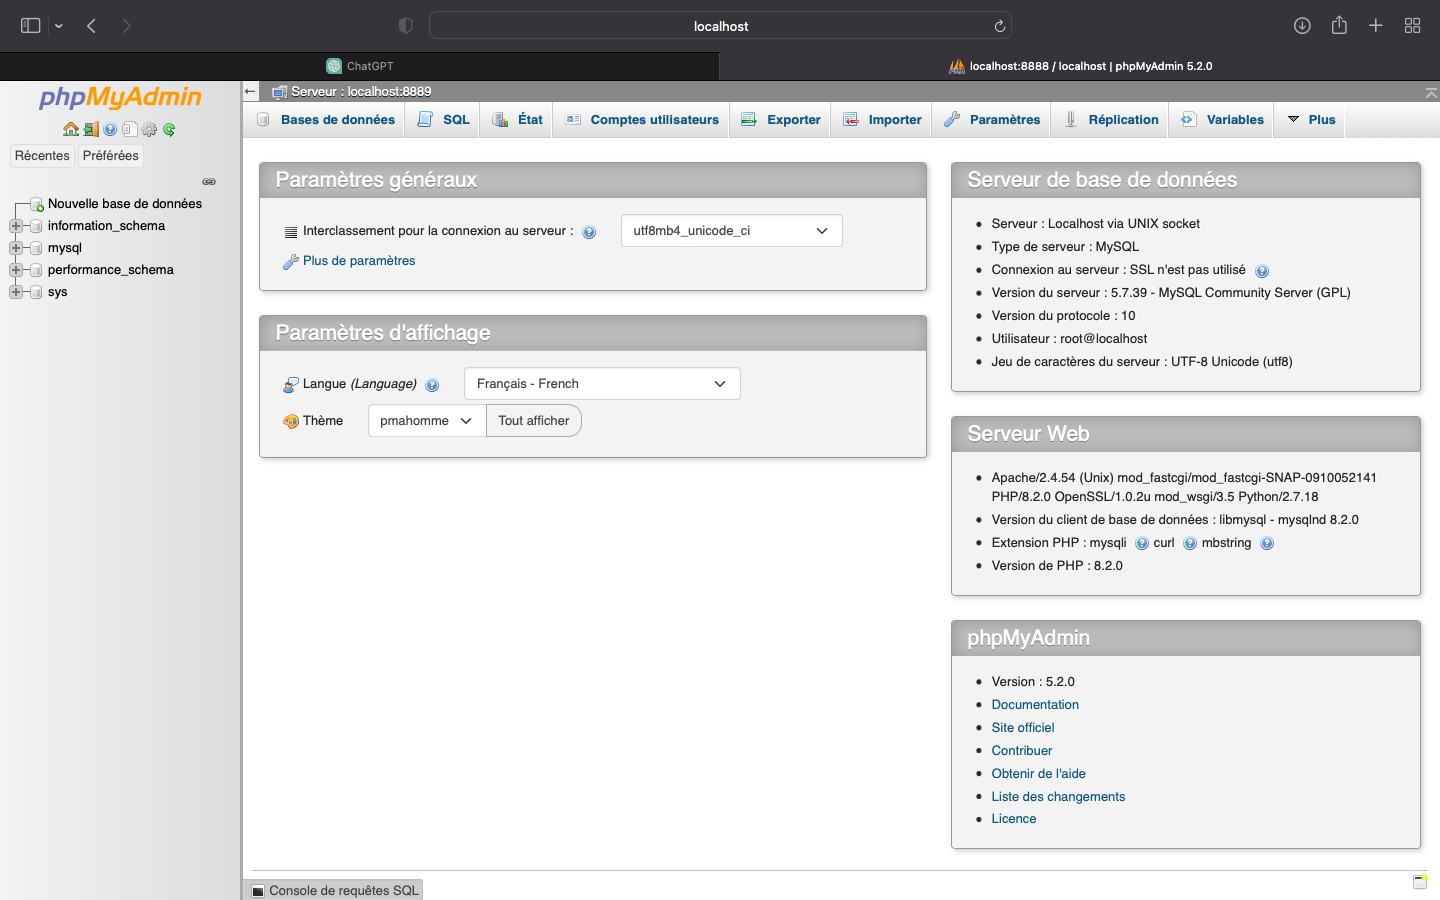 localhost
ChatGPT
localhost:8888 / localhost | phpMyAdmin 5.2.0
phpMyAdmin
Récentes Préférées
Nouvelle base de données
information_schema
mysql
performance_schema
sys
Serveur : localhost:8889
Bases de données SQL État Comptes utilisateurs Exporter Importer Paramètres Réplication Variables Plus
Paramètres généraux
Interclassement pour la connexion au serveur : utf8mb4_unicode_ci
Plus de paramètres
Paramètres d'affichage
Langue (Language) Français - French
Thème pmahomme Tout afficher
Serveur de base de données
Serveur : Localhost via UNIX socket
Type de serveur : MySQL
Connexion au serveur : SSL n'est pas utilisé
Version du serveur : 5.7.39 - MySQL Community Server (GPL)
Version du protocole : 10
Utilisateur : root@localhost
Jeu de caractères du serveur : UTF-8 Unicode (utf8)
Serveur Web
Apache/2.4.54 (Unix) mod_fastcgi/mod_fastcgi-SNAP-0910052141
PHP/8.2.0 OpenSSL/1.0.2u mod_wsgi/3.5 Python/2.7.18
Version du client de base de données : libmysql - mysqlnd 8.2.0
Extension PHP : mysqli curl mbstring
Version de PHP : 8.2.0
phpMyAdmin
Version : 5.2.0
Documentation
Site officiel
Contribuer
Obtenir de l'aide
Liste des changements
Licence
Console de requêtes SQL